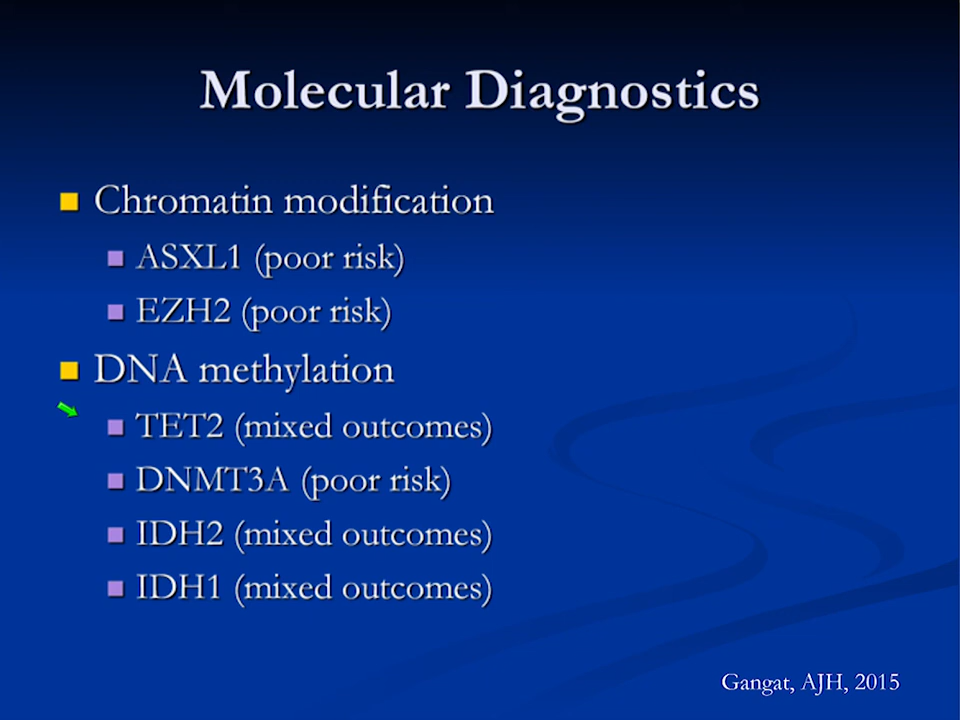 Molecular Diagnostics
Chromatin modification
ASXL1 (poor risk)
EZH2 (poor risk)
DNA methylation
TET2 (mixed outcomes)
DNMT3A (poor risk)
IDH2 (mixed outcomes)
IDH1 (mixed outcomes)
Gangat, AJH, 2015